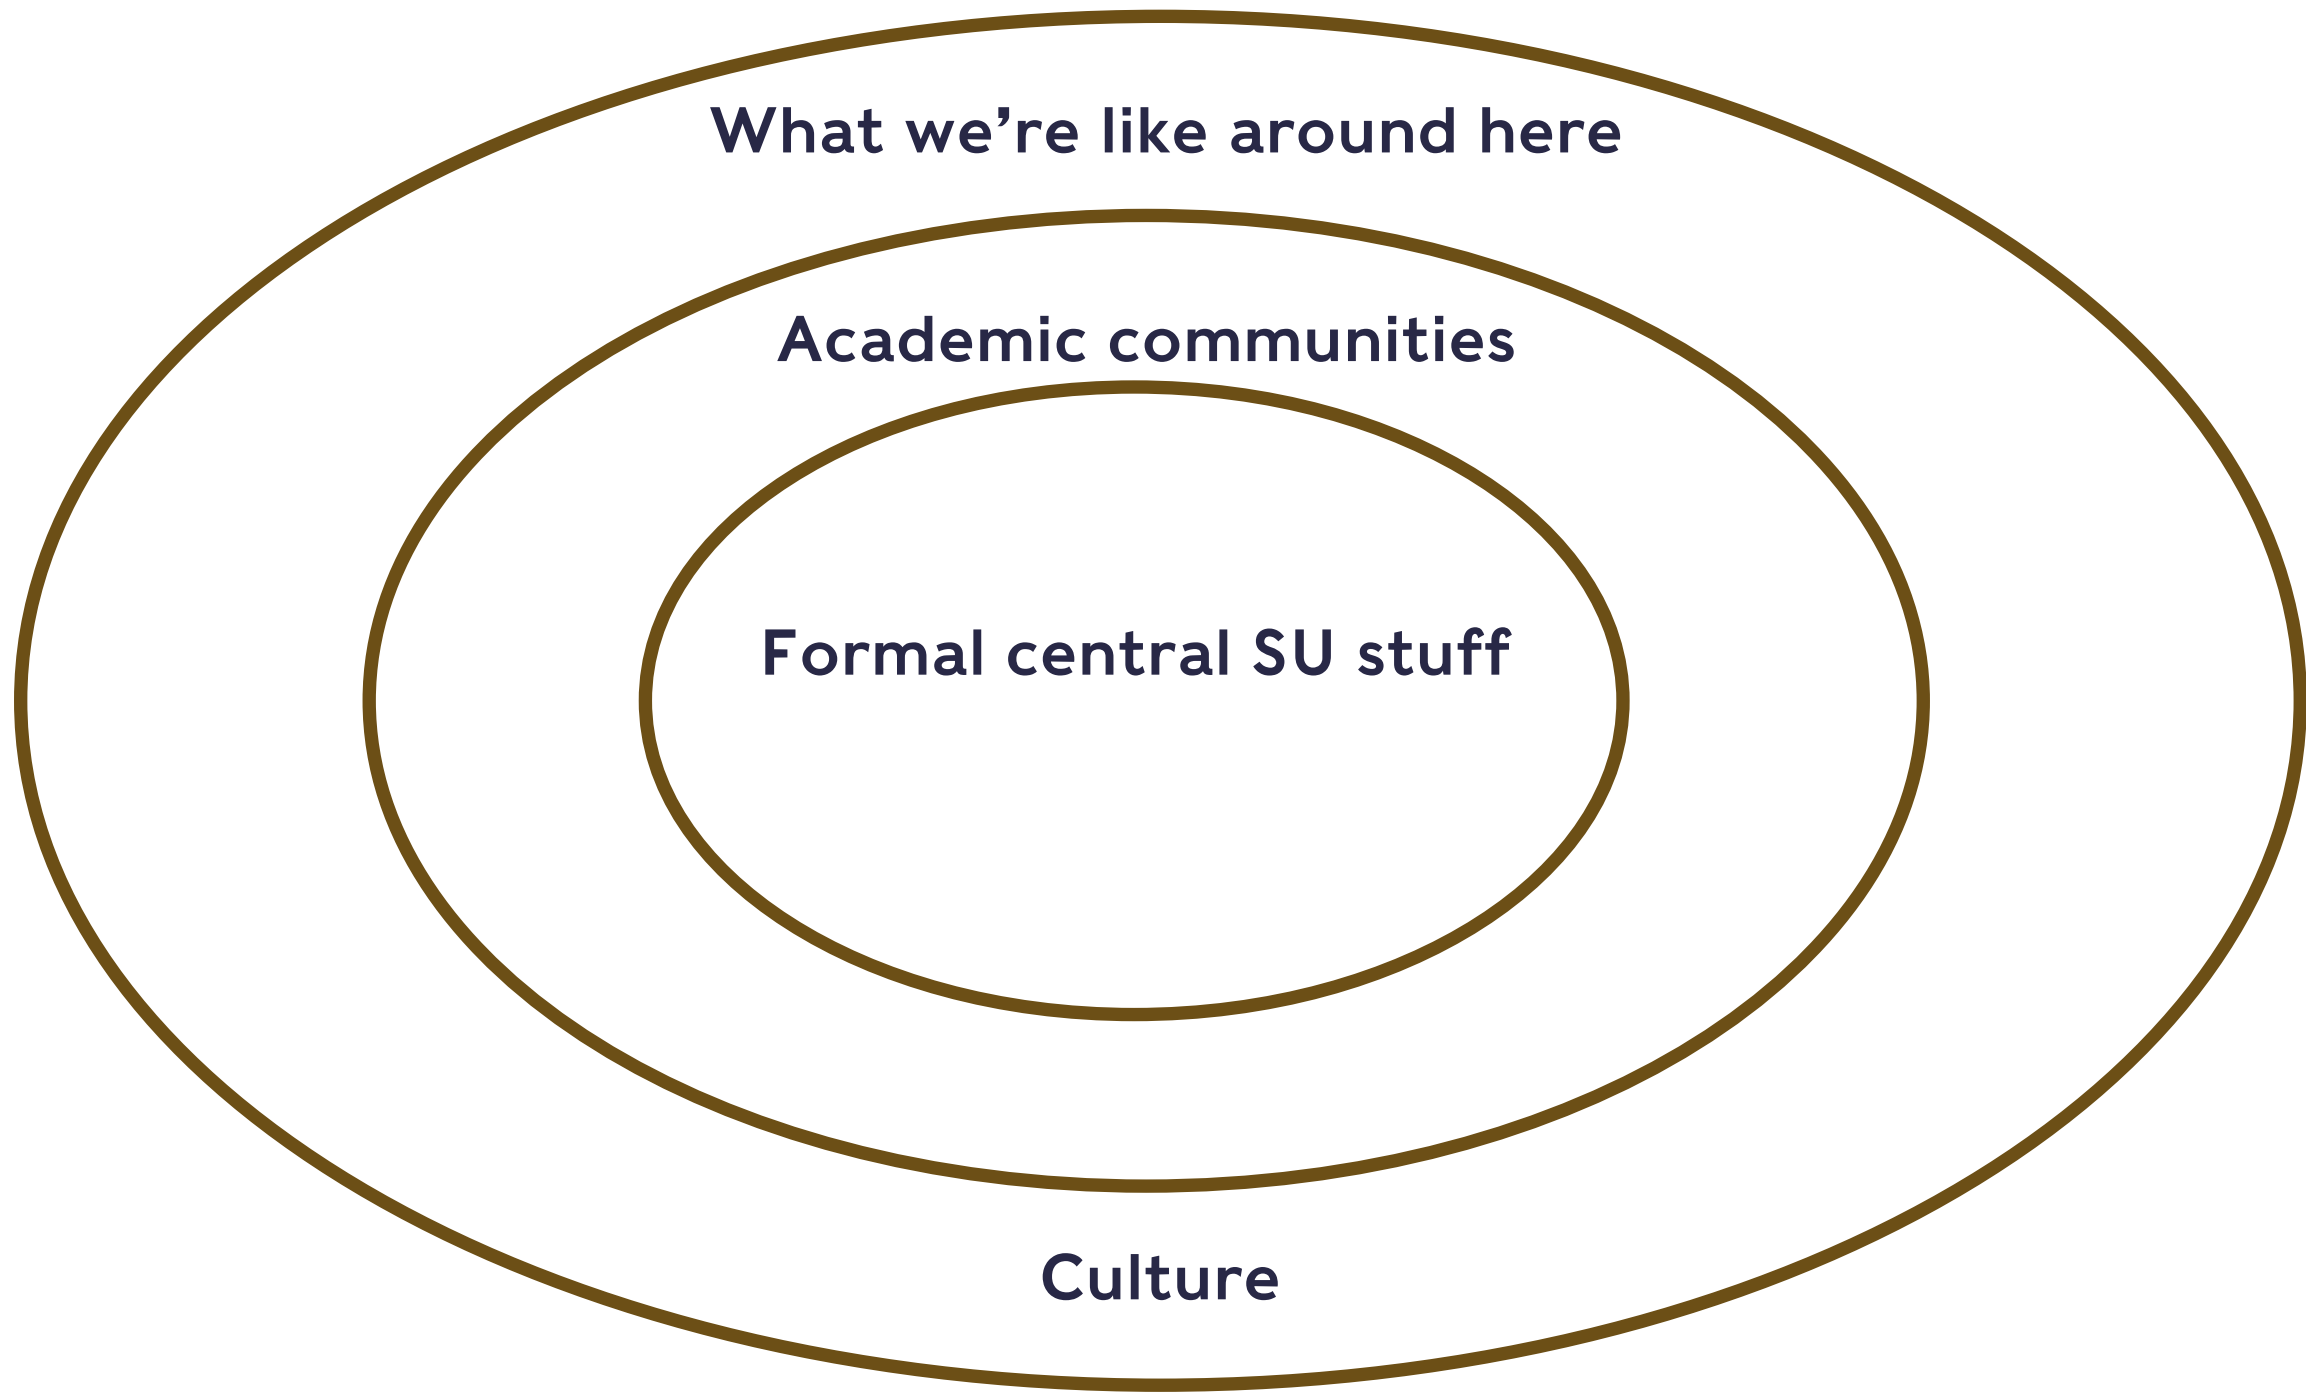 What we’re like around here
Academic communities
Formal central SU stuff
Culture